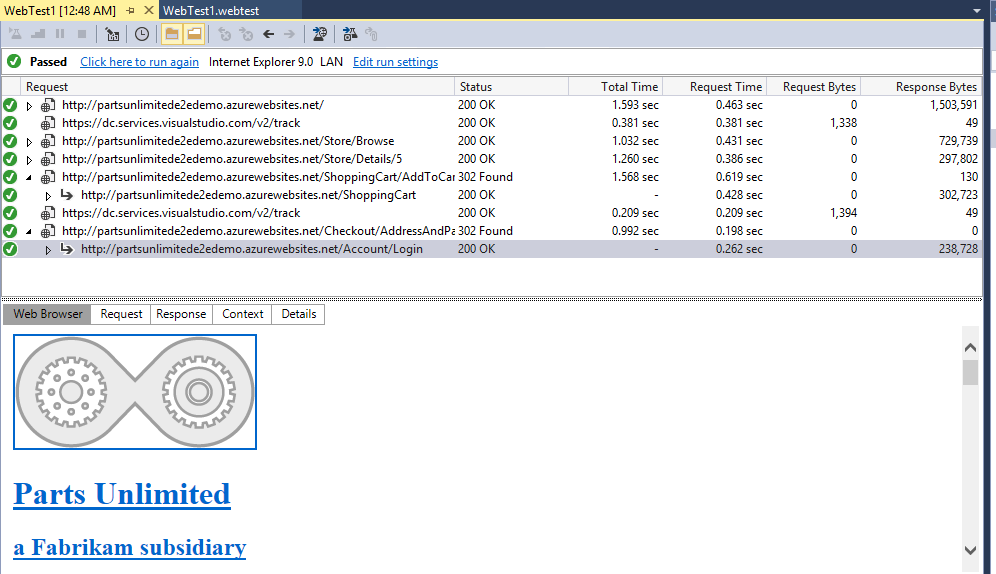 WebTest1 [12:48 AM] WebTest1.webtest
Passed Click here to run again Internet Explorer 9.0 LAN Edit run settings
Request Status Total Time Request Time Request Bytes Response Bytes
http://partsunlimitede2edemo.azurewebsites.net/ 200 OK 1.593 sec 0.463 sec 0 1,503,591
https://dc.services.visualstudio.com/v2/track 200 OK 0.381 sec 0.381 sec 1,338 49
http://partsunlimitede2edemo.azurewebsites.net/Store/Browse 200 OK 1.032 sec 0.431 sec 0 729,739
http://partsunlimitede2edemo.azurewebsites.net/Store/Details/5 200 OK 1.260 sec 0.386 sec 0 297,802
http://partsunlimitede2edemo.azurewebsites.net/ShoppingCart/AddToCar 302 Found 1.568 sec 0.619 sec 0 130
http://partsunlimitede2edemo.azurewebsites.net/ShoppingCart 200 OK - 0.428 sec 0 302,723
https://dc.services.visualstudio.com/v2/track 200 OK 0.209 sec 0.209 sec 1,394 49
http://partsunlimitede2edemo.azurewebsites.net/Checkout/AddressAndPa 302 Found 0.992 sec 0.198 sec 0 0
http://partsunlimitede2edemo.azurewebsites.net/Account/Login 200 OK - 0.262 sec 0 238,728
Web Browser Request Response Context Details
Parts Unlimited
a Fabrikam subsidiary